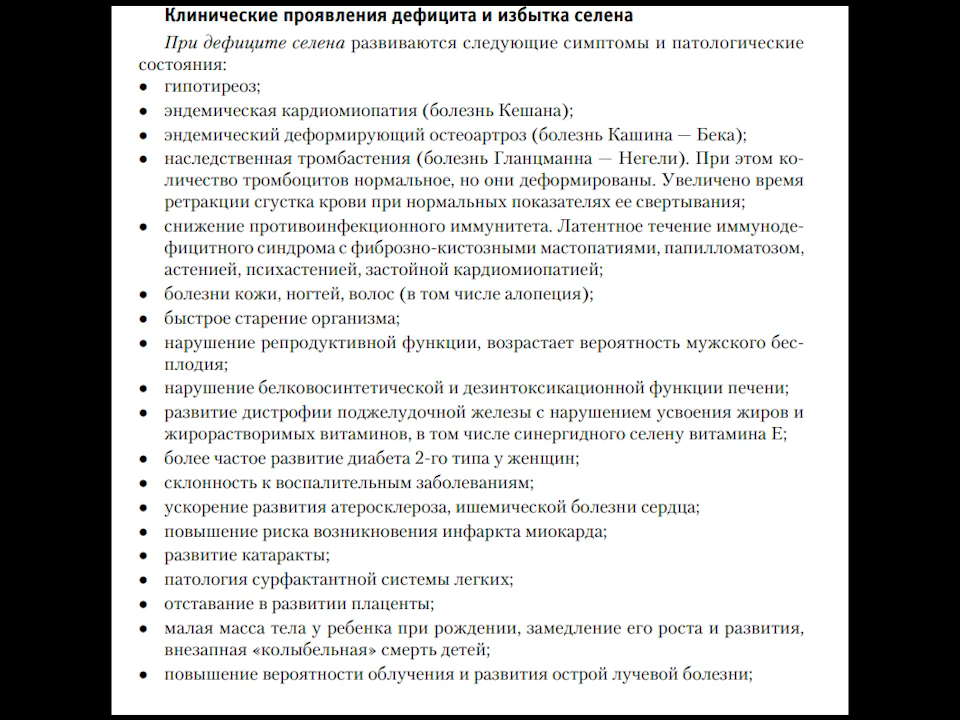 Клинические проявления дефицита и избытка селена
При дефиците селена развиваются следующие симптомы и патологические
состояния:
• гипотиреоз;
• эндемическая кардиомиопатия (болезнь Кешана);
• эндемический деформирующий остеоартроз (болезнь Кашина — Бека);
• наследственная тромбастения (болезнь Гланцманна — Негели). При этом ко-
личество тромбоцитов нормальное, но они деформированы. Увеличено время
ретракции сгустка крови при нормальных показателях ее свертывания;
• снижение противоинфекционного иммунитета. Латентное течение иммуноде-
фицитного синдрома с фиброзно-кистозными мастопатиями, папилломатозом,
астенией, психастенией, застойной кардиомиопатией;
• болезни кожи, ногтей, волос (в том числе алопеция);
• быстрое старение организма;
• нарушение репродуктивной функции, возрастает вероятность мужского бес-
плодия;
• нарушение белковосинтетической и дезинтоксикационной функции печени;
• развитие дистрофии поджелудочной железы с нарушением усвоения жиров и
жирорастворимых витаминов, в том числе синергидного селену витамина Е;
• более частое развитие диабета 2-го типа у женщин;
• склонность к воспалительным заболеваниям;
• ускорение развития атеросклероза, ишемической болезни сердца;
• повышение риска возникновения инфаркта миокарда;
• развитие катаракты;
• патология сурфактантной системы легких;
• отставание в развитии плаценты;
• малая масса тела у ребенка при рождении, замедление его роста и развития,
внезапная «колыбельная» смерть детей;
• повышение вероятности облучения и развития острой лучевой болезни;